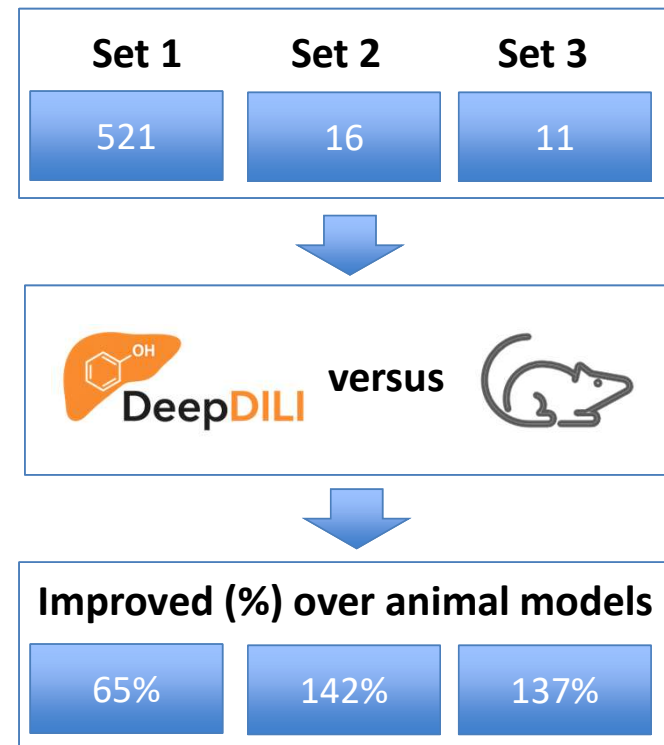 Set 1 Set 2 Set 3
521 16 11
OH
DeepDILI versus
Improved (%) over animal models
65% 142% 137%